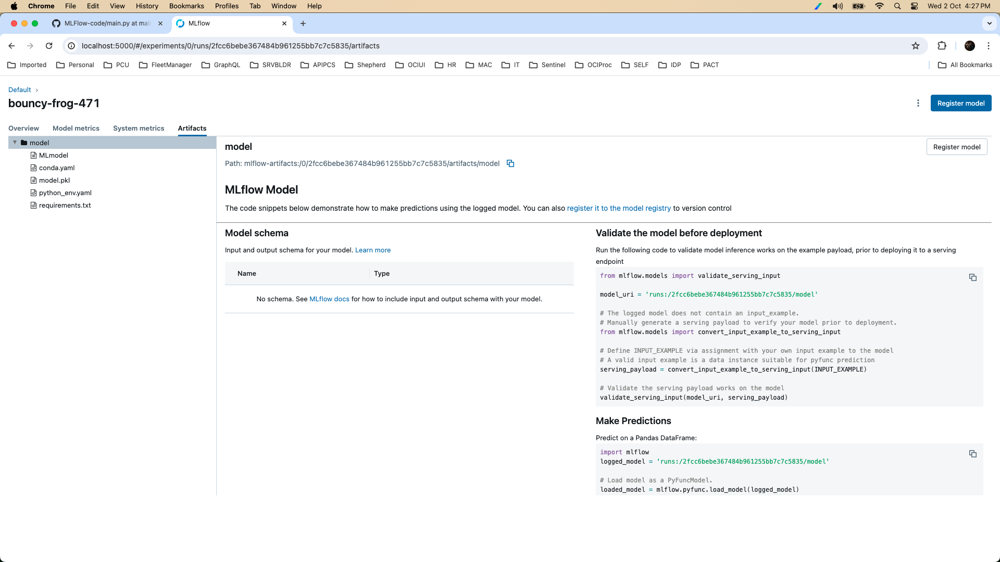 Chrome File Edit View History Bookmarks Profiles Tab Window Help Wed 2 Oct 4:27 PM
MLFlow-code/main.py at mai MLflow
localhost:5000/#/experiments/0/runs/2fcc6bebe367484b961255bb7c7c5835/artifacts
Imported Personal PCU FleetManager GraphQL SRVBLDR APIPCS Shepherd OCIUI HR MAC IT Sentinel OCIProc SELF IDP PACT All Bookmarks
Default ›
bouncy-frog-471
Register model
Overview Model metrics System metrics Artifacts
model
MLmodel
conda.yaml
model.pkl
python_env.yaml
requirements.txt
model
Register model
Path: mlflow-artifacts:/0/2fcc6bebe367484b961255bb7c7c5835/artifacts/model
MLflow Model
The code snippets below demonstrate how to make predictions using the logged model. You can also register it to the model registry to version control
Model schema
Input and output schema for your model. Learn more
Name Type
No schema. See MLflow docs for how to include input and output schema with your model.
Validate the model before deployment
Run the following code to validate model inference works on the example payload, prior to deploying it to a serving
endpoint
from mlflow.models import validate_serving_input
model_uri = 'runs:/2fcc6bebe367484b961255bb7c7c5835/model'
# The logged model does not contain an input_example.
# Manually generate a serving payload to verify your model prior to deployment.
from mlflow.models import convert_input_example_to_serving_input
# Define INPUT_EXAMPLE via assignment with your own input example to the model
# A valid input example is a data instance suitable for pyfunc prediction
serving_payload = convert_input_example_to_serving_input(INPUT_EXAMPLE)
# Validate the serving payload works on the model
validate_serving_input(model_uri, serving_payload)
Make Predictions
Predict on a Pandas DataFrame:
import mlflow
logged_model = 'runs:/2fcc6bebe367484b961255bb7c7c5835/model'
# Load model as a PyFuncModel.
loaded_model = mlflow.pyfunc.load_model(logged_model)